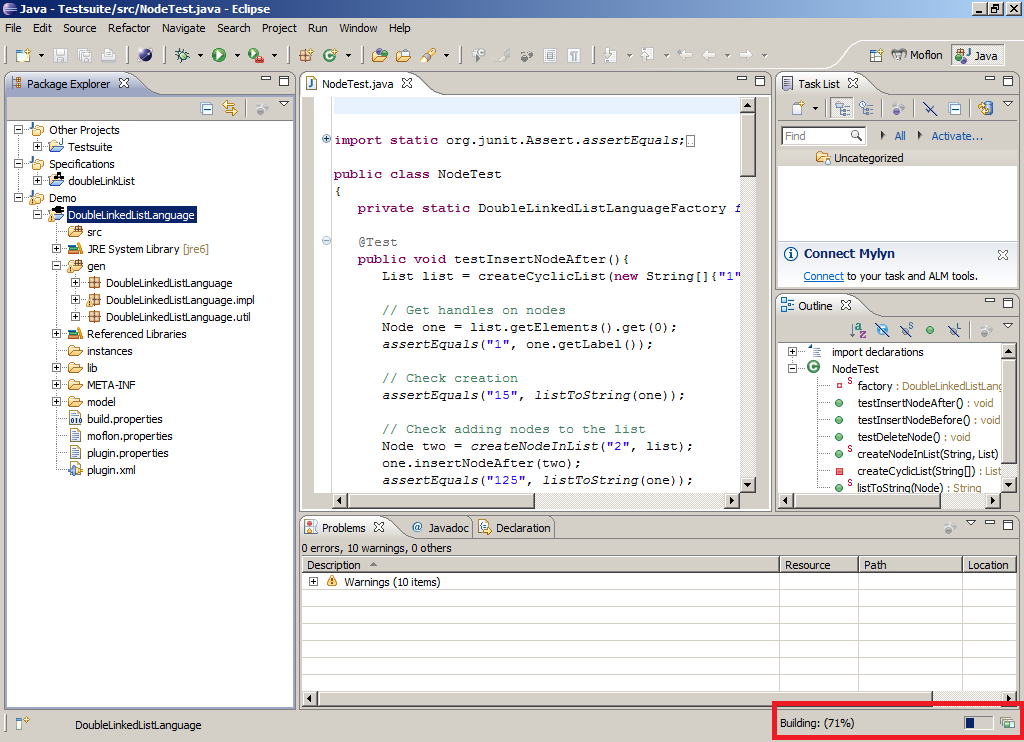 Java - Testsuite/src/NodeTest.java - Eclipse
File Edit Source Refactor Navigate Search Project Run Window Help
Moflon Java
Package Explorer
Other Projects
Testsuite
Specifications
doubleLinkList
Demo
DoubleLinkedListLanguage
src
JRE System Library [jre6]
gen
DoubleLinkedListLanguage
DoubleLinkedListLanguage.impl
DoubleLinkedListLanguage.util
Referenced Libraries
instances
lib
META-INF
model
build.properties
moflon.properties
plugin.properties
plugin.xml
NodeTest.java
import static org.junit.Assert.assertEquals;
public class NodeTest
{
private static DoubleLinkedListLanguageFactory f
@Test
public void testInsertNodeAfter(){
List list = createCyclicList(new String[]{"1"
// Get handles on nodes
Node one = list.getElements().get(0);
assertEquals("1", one.getLabel());
// Check creation
assertEquals("15", listToString(one));
// Check adding nodes to the list
Node two = createNodeInList("2", list);
one.insertNodeAfter(two);
assertEquals("125", listToString(one));
Task List
Find All Activate...
Uncategorized
Connect Mylyn
Connect to your task and ALM tools.
Outline
import declarations
NodeTest
factory : DoubleLinkedListLang
testInsertNodeAfter() : void
testInsertNodeBefore() : void
testDeleteNode() : void
createNodeInList(String, List)
createCyclicList(String[]) : List
listToString(Node) : String
Problems Javadoc Declaration
0 errors, 10 warnings, 0 others
Description Resource Path Location
Warnings (10 items)
DoubleLinkedListLanguage
Building: (71%)